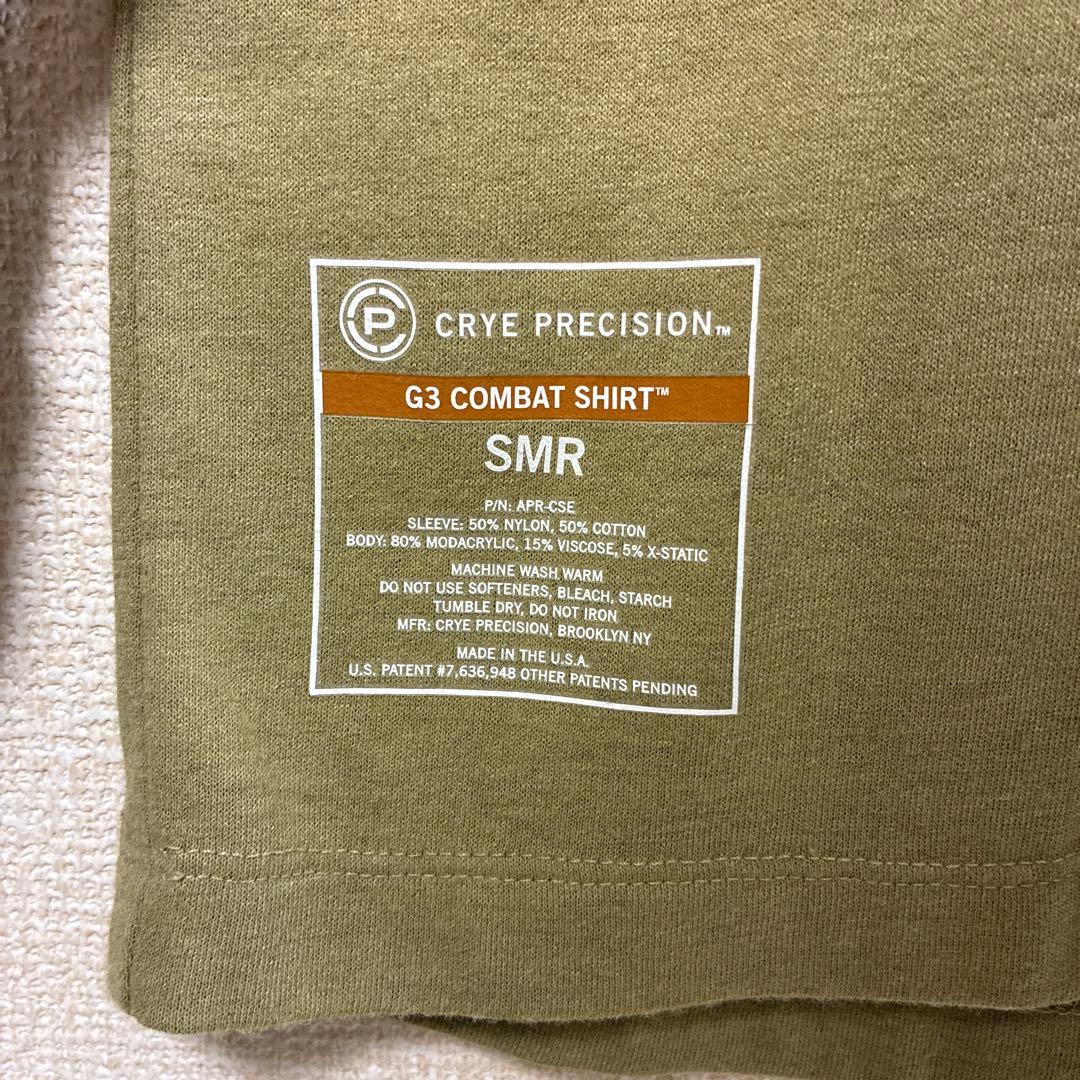 CP CRYE PRECISION™
G3 COMBAT SHIRT™
SMR
P/N: APR-CSE
SLEEVE: 50% NYLON, 50% COTTON
BODY: 80% MODACRYLIC, 15% VISCOSE, 5% X-STATIC
MACHINE WASH WARM
DO NOT USE SOFTENERS, BLEACH, STARCH
TUMBLE DRY, DO NOT IRON
MFR: CRYE PRECISION, BROOKLYN NY
MADE IN THE U.S.A.
U.S. PATENT #7,636,948 OTHER PATENTS PENDING